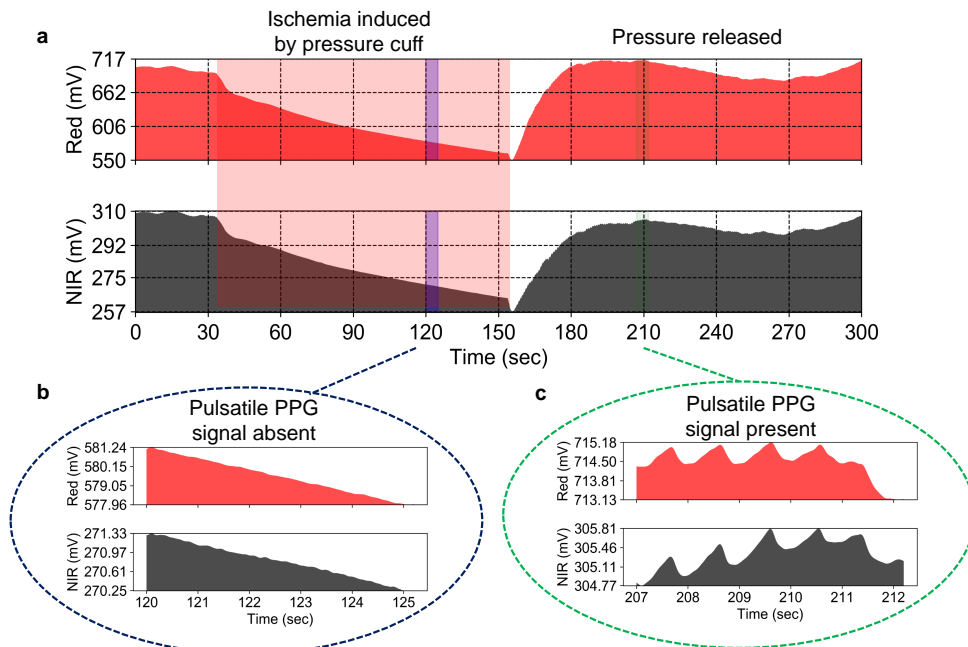 a
Ischemia induced
by pressure cuff
Pressure released
Red (mV)
717
662
606
550
NIR (mV)
310
292
275
257
0 30 60 90 120 150 180 210 240 270 300
Time (sec)
b
Pulsatile PPG
signal absent
Red (mV)
581.24
580.15
579.05
577.96
NIR (mV)
271.33
270.97
270.61
270.25
120 121 122 123 124 125
Time (sec)
c
Pulsatile PPG
signal present
Red (mV)
715.18
714.50
713.81
713.13
NIR (mV)
305.81
305.46
305.11
304.77
207 208 209 210 211 212
Time (sec)